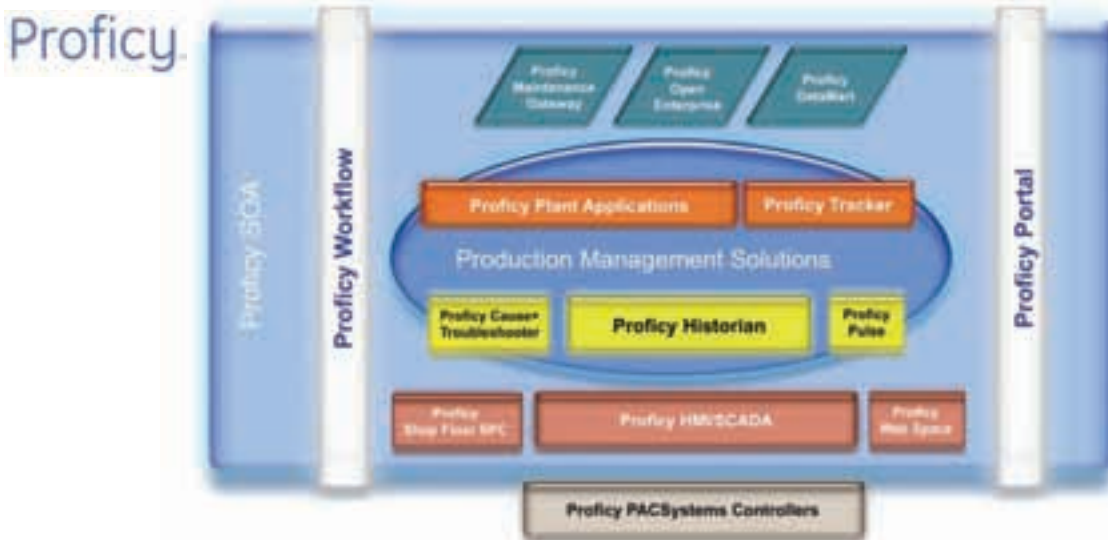 Proficy
Proficy SOA
Proficy Workflow
Proficy
Maintenance
Gateway
Proficy
Open
Enterprise
Proficy
DataMart
Proficy Plant Applications
Proficy Tracker
Production Management Solutions
Proficy Cause+
Troubleshooter
Proficy Historian
Proficy
Pulse
Proficy
Shop Floor SPC
Proficy HMI/SCADA
Proficy
Web Space
Proficy Portal
Proficy PACSystems Controllers